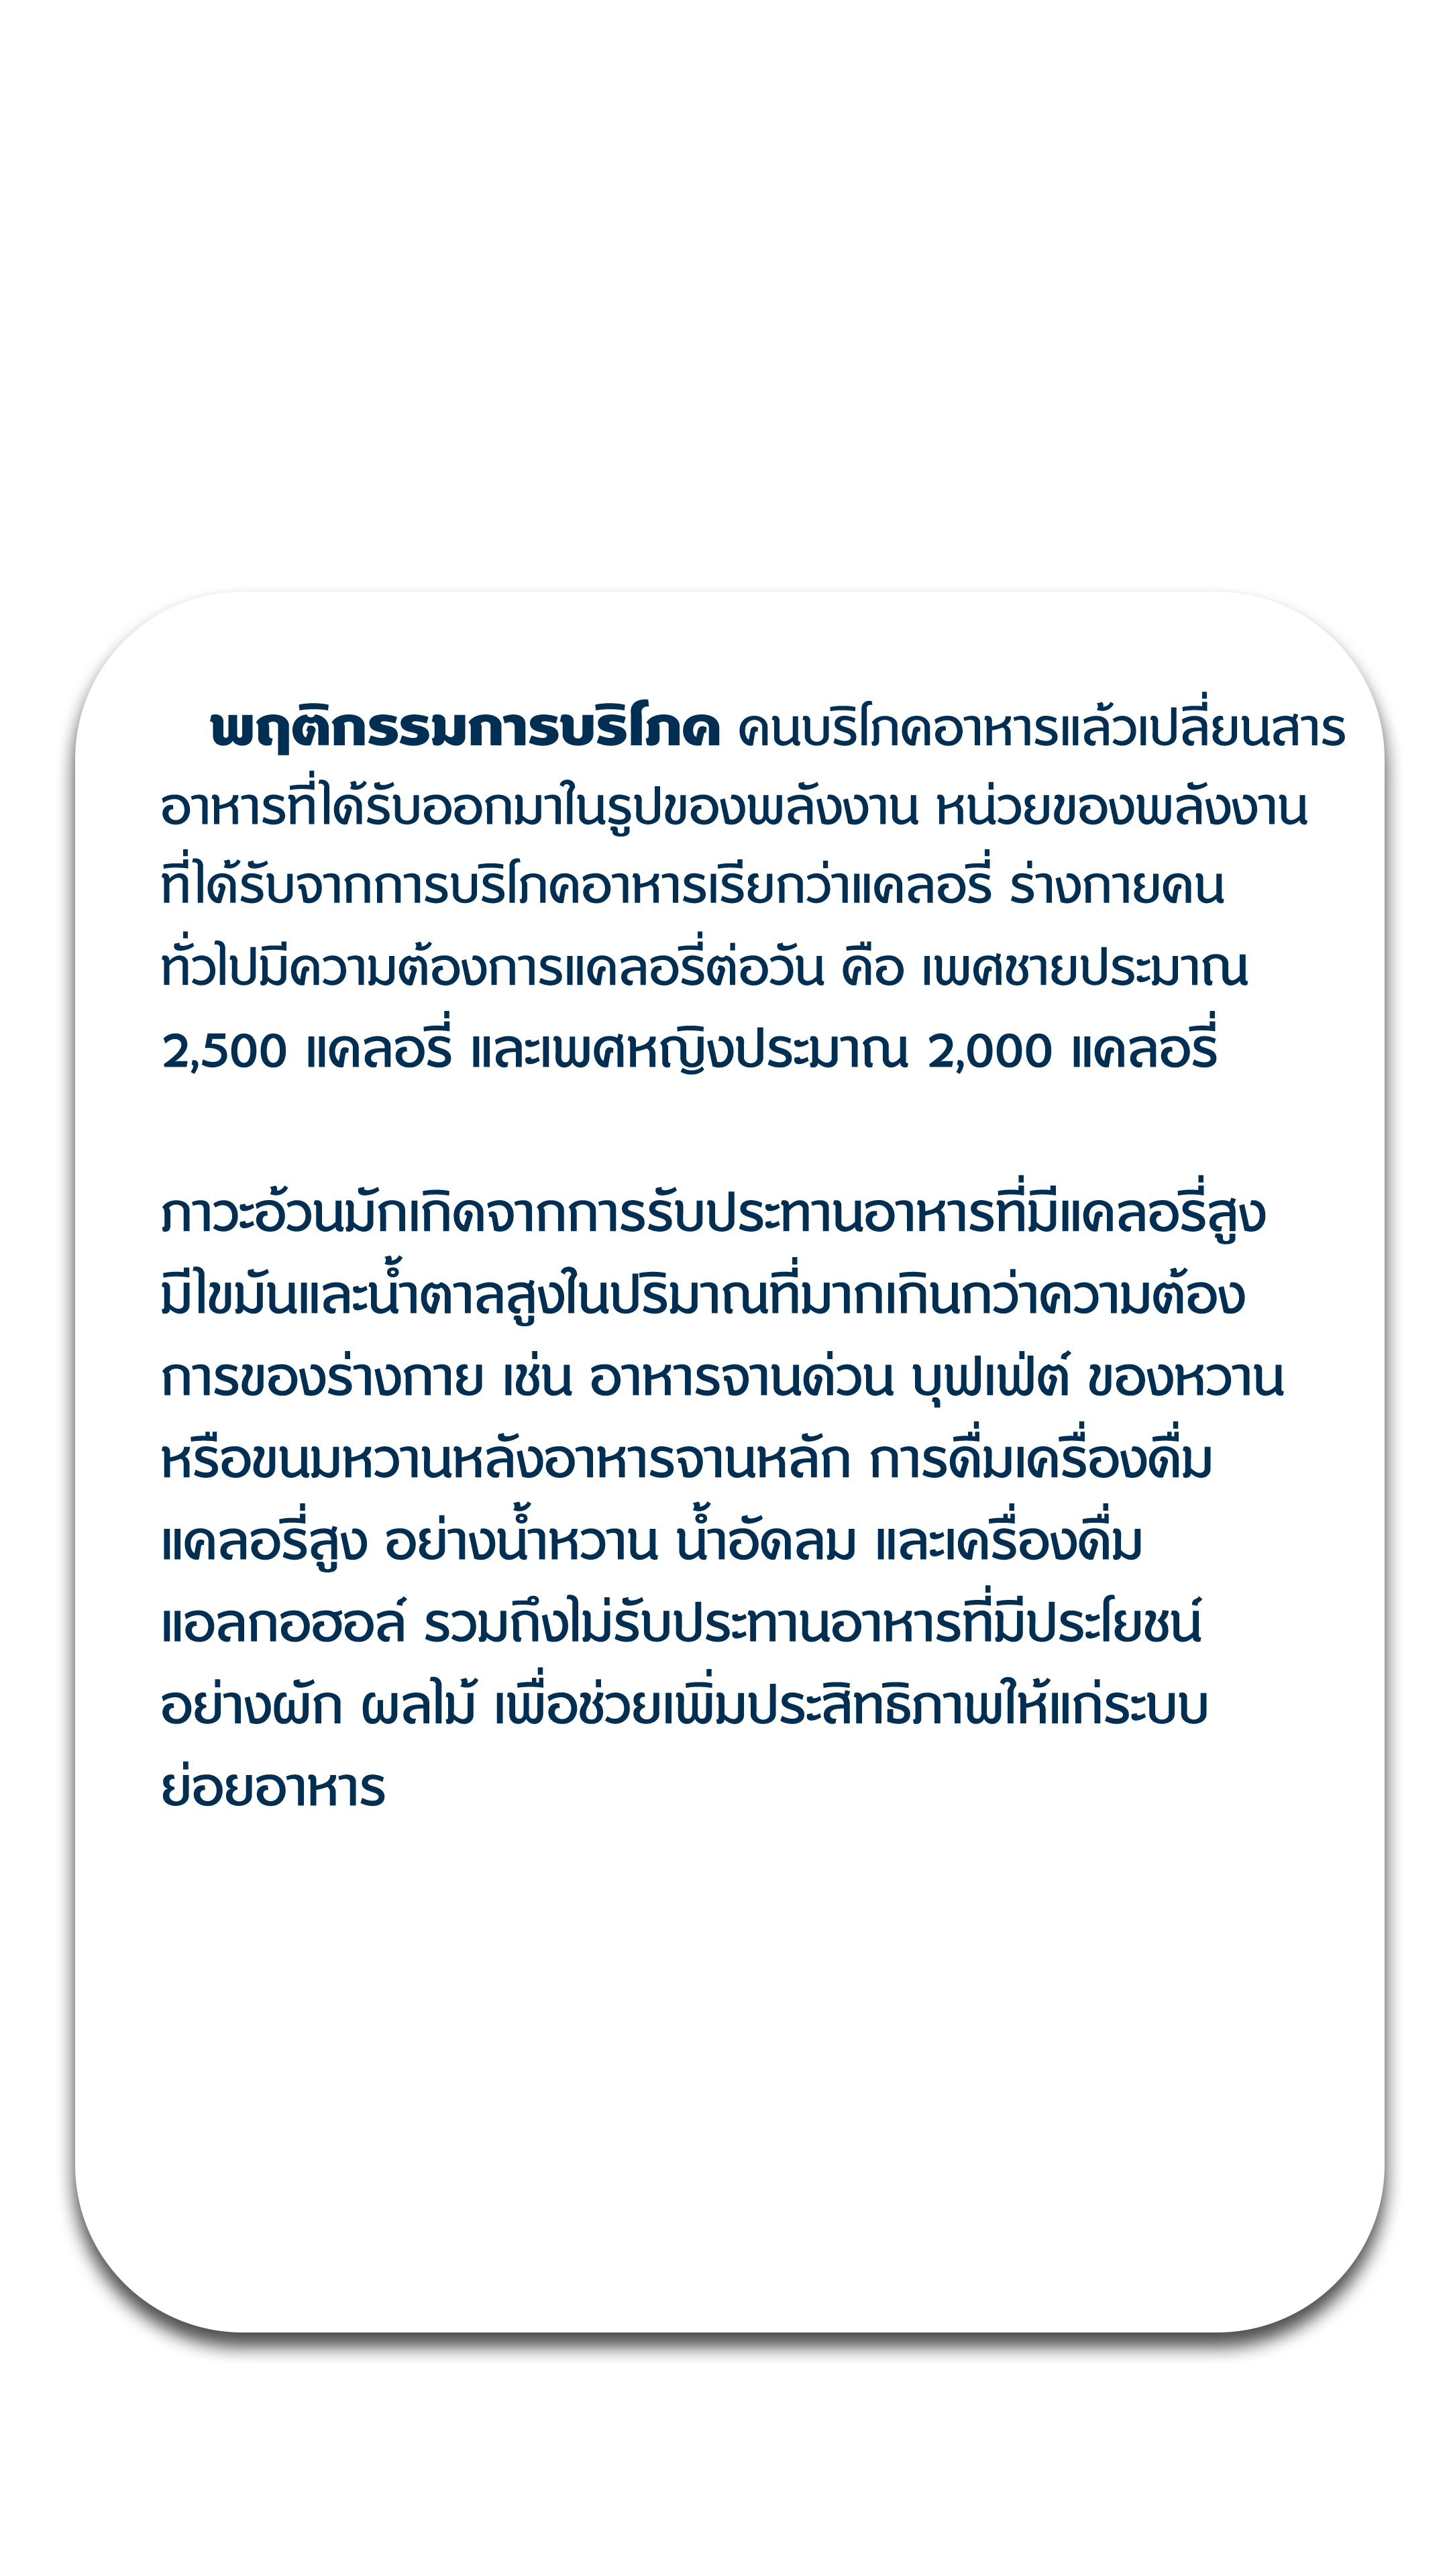 พฤติกรรมการบริโภค คนบริโภคอาหารแล้วเปลี่ยนสาร
อาหารที่ได้รับออกมาในรูปของพลังงาน หน่วยของพลังงาน
ที่ได้รับจากการบริโภคอาหารเรียกว่าแคลอรี่ ร่างกายคน
ทั่วไปมีความต้องการแคลอรี่ต่อวัน คือ เพศชายประมาณ
2,500 แคลอรี่ และเพศหญิงประมาณ 2,000 แคลอรี่
ภาวะอ้วนมักเกิดจากการรับประทานอาหารที่มีแคลอรี่สูง
มีไขมันและน้ำตาลสูงในปริมาณที่มากเกินกว่าความต้อง
การของร่างกาย เช่น อาหารจานด่วน บุฟเฟ่ต์ ของหวาน
หรือขนมหวานหลังอาหารจานหลัก การดื่มเครื่องดื่ม
แคลอรี่สูง อย่างน้ำหวาน น้ำอัดลม และเครื่องดื่ม
แอลกอฮอล์ รวมถึงไม่รับประทานอาหารที่มีประโยชน์
อย่างผัก ผลไม้ เพื่อช่วยเพิ่มประสิทธิภาพให้แก่ระบบ
ย่อยอาหาร